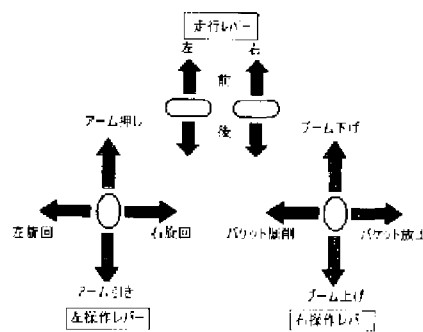 走行レバー
左 右
前
後
アーム押し
ブーム下げ
左旋回
右旋回
バケット掘削
バケット放出
アーム引き
ブーム上げ
左操作レバー
右操作レバー